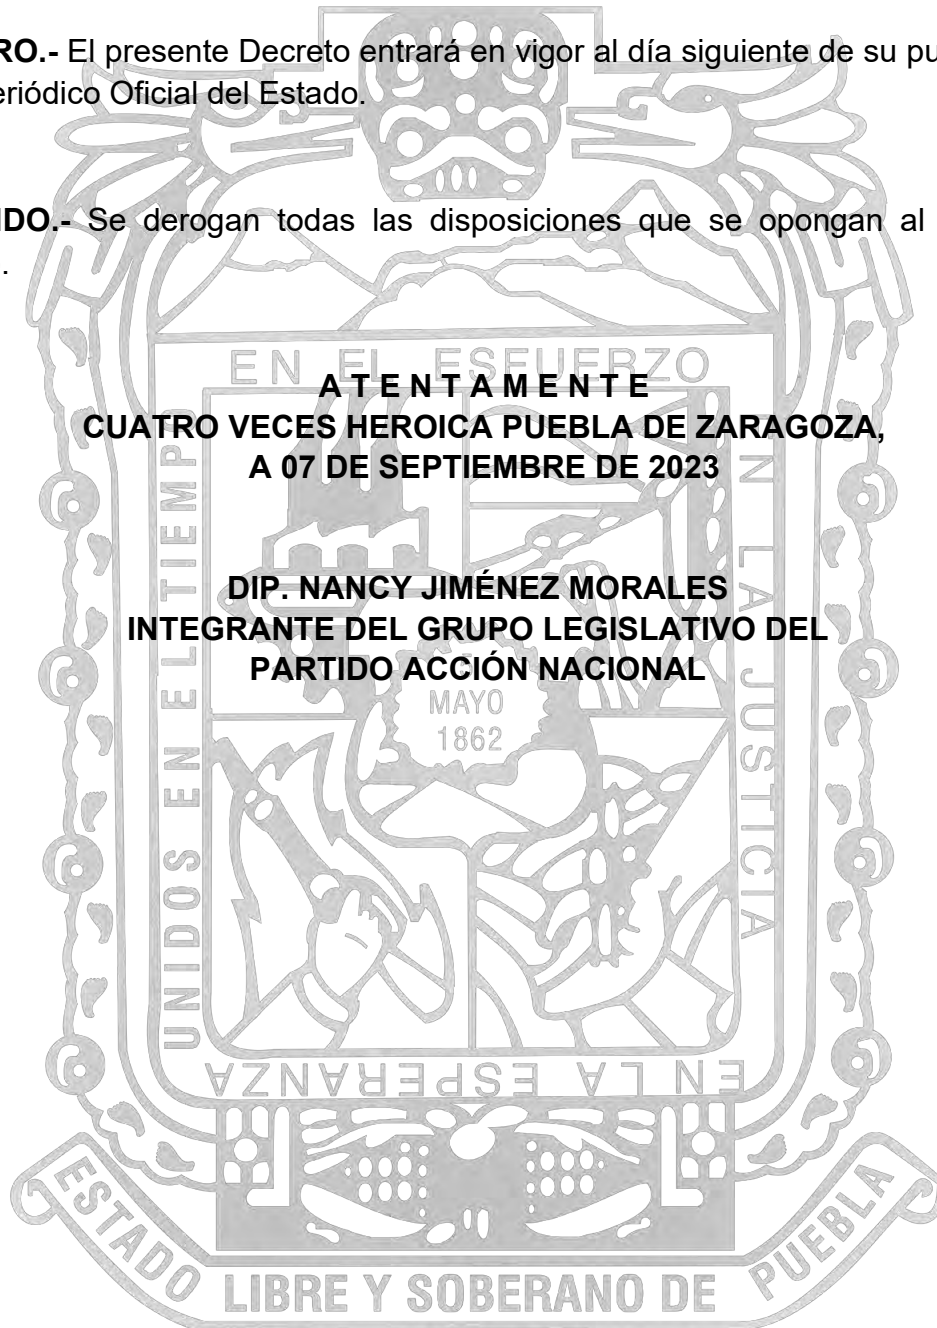 RO.- El presente Decreto entrará en vigor al día siguiente de su pu
eriódico Oficial del Estado.
NDO.- Se derogan todas las disposiciones que se opongan al
.
EN EL ESFUERZO
A T E N T A M E N T E
CUATRO VECES HEROICA PUEBLA DE ZARAGOZA,
A 07 DE SEPTIEMBRE DE 2023
DIP. NANCY JIMÉNEZ MORALES
INTEGRANTE DEL GRUPO LEGISLATIVO DEL
PARTIDO ACCIÓN NACIONAL
MAYO
1862
UNIDOS EN EL TIEMPO
EN LA JUSTICIA
EN LA ESPERANZA
ESTADO LIBRE Y SOBERANO DE PUEBLA